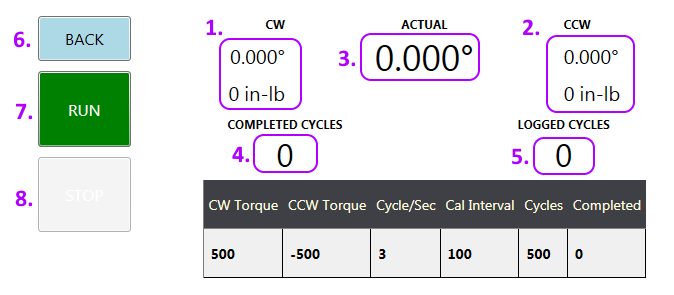 1. CW ACTUAL 2. CCW
6. BACK
0.000°
3. 0.000°
0.000°
0 in-lb
0 in-lb
7. RUN
COMPLETED CYCLES LOGGED CYCLES
4. 0
5. 0
8. STOP
CW Torque CCW Torque Cycle/Sec Cal Interval Cycles Completed
500 -500 3 100 500 0